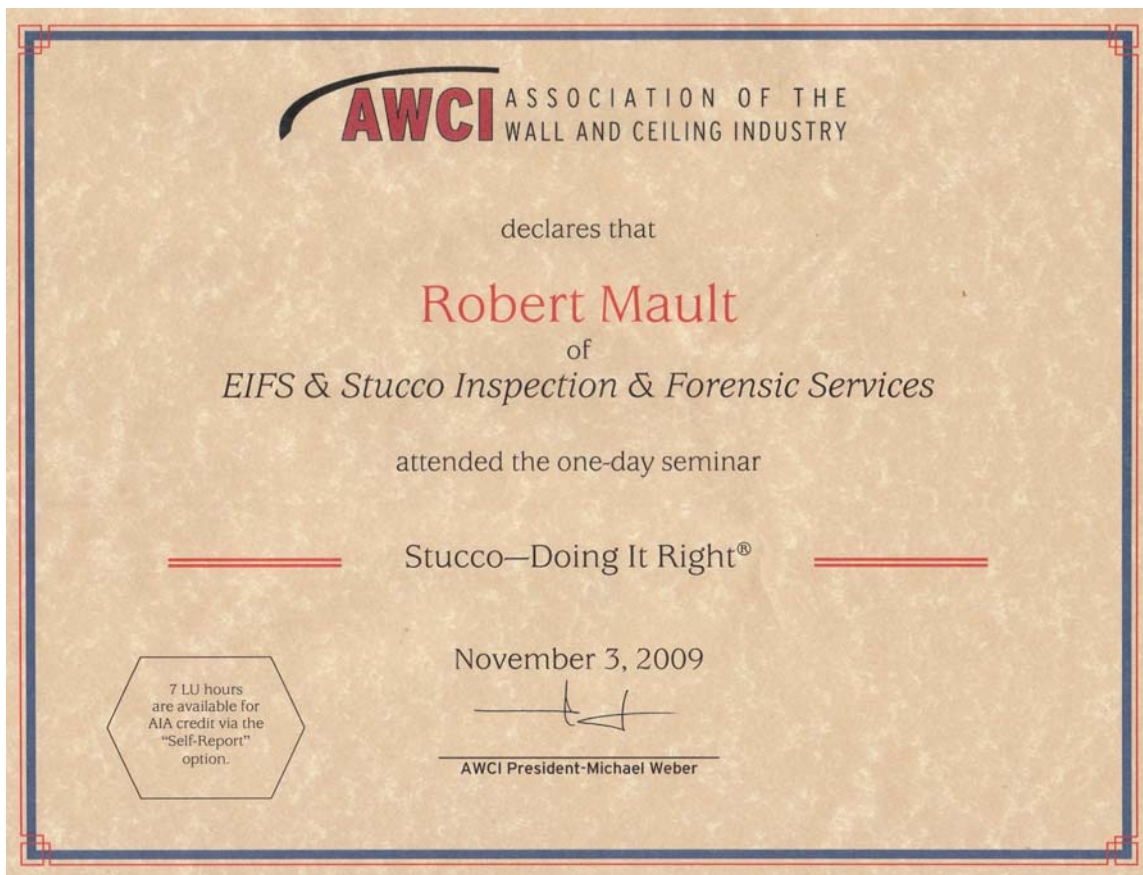 AWCI ASSOCIATION OF THE
WALL AND CEILING INDUSTRY
declares that
Robert Mault
of
EIFS & Stucco Inspection & Forensic Services
attended the one-day seminar
Stucco—Doing It Right®
November 3, 2009
AWCI President-Michael Weber
7 LU hours
are available for
AIA credit via the
“Self-Report”
option.